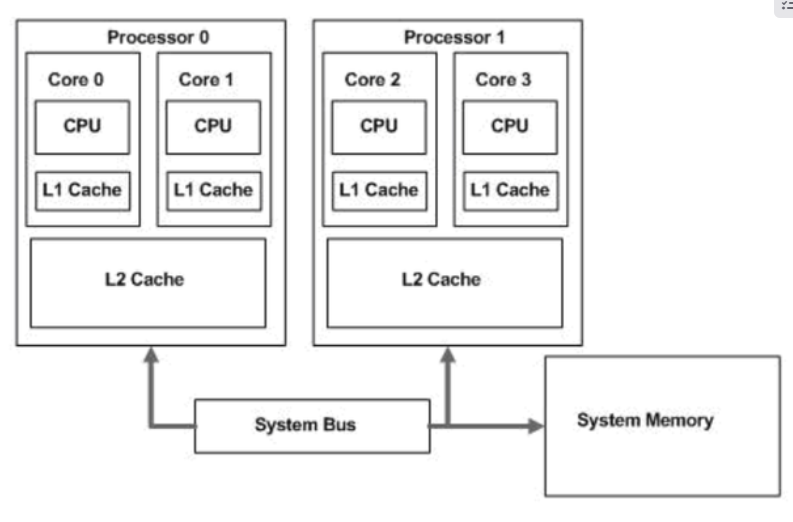 Processor 0
Processor 1
Core 0
Core 1
Core 2
Core 3
CPU
CPU
CPU
CPU
L1 Cache
L1 Cache
L1 Cache
L1 Cache
L2 Cache
L2 Cache
System Bus
System Memory